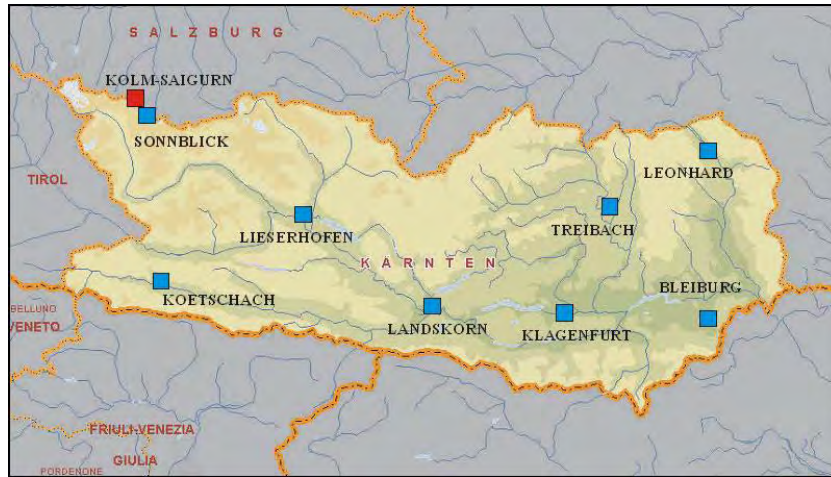 SALZBURG
KOLM-SAIGURN
SONNBLICK
TIROL
LEONHARD
LIESERHOFEN
TREIBACH
KÄRNTEN
KOETSCHACH
BLEIBURG
BELLUNO
VENETO
LANDSKORN
KLAGENFURT
FRIULI-VENEZIA
GIULIA
PORDENONE